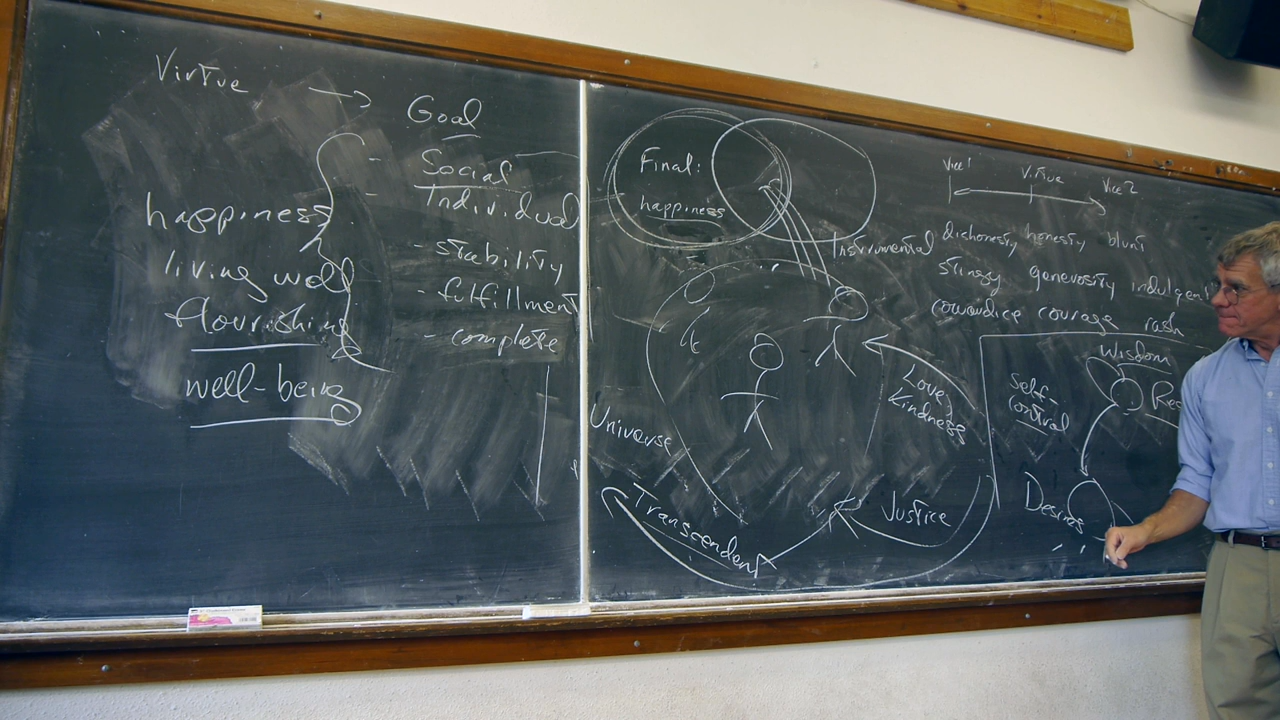 Virtue → Goal
- Social
- Individual
happiness
living well
flourishing
well-being
- stability
- fulfillment
- complete
Final:
happiness
Instrumental
Vice 1 Virtue Vice 2
dishonesty honesty blunt
stingy generosity indulgent
cowardice courage rash
Love,
Kindness
Universe
Transcendent
Justice
Wisdom
Self-
control
Desires